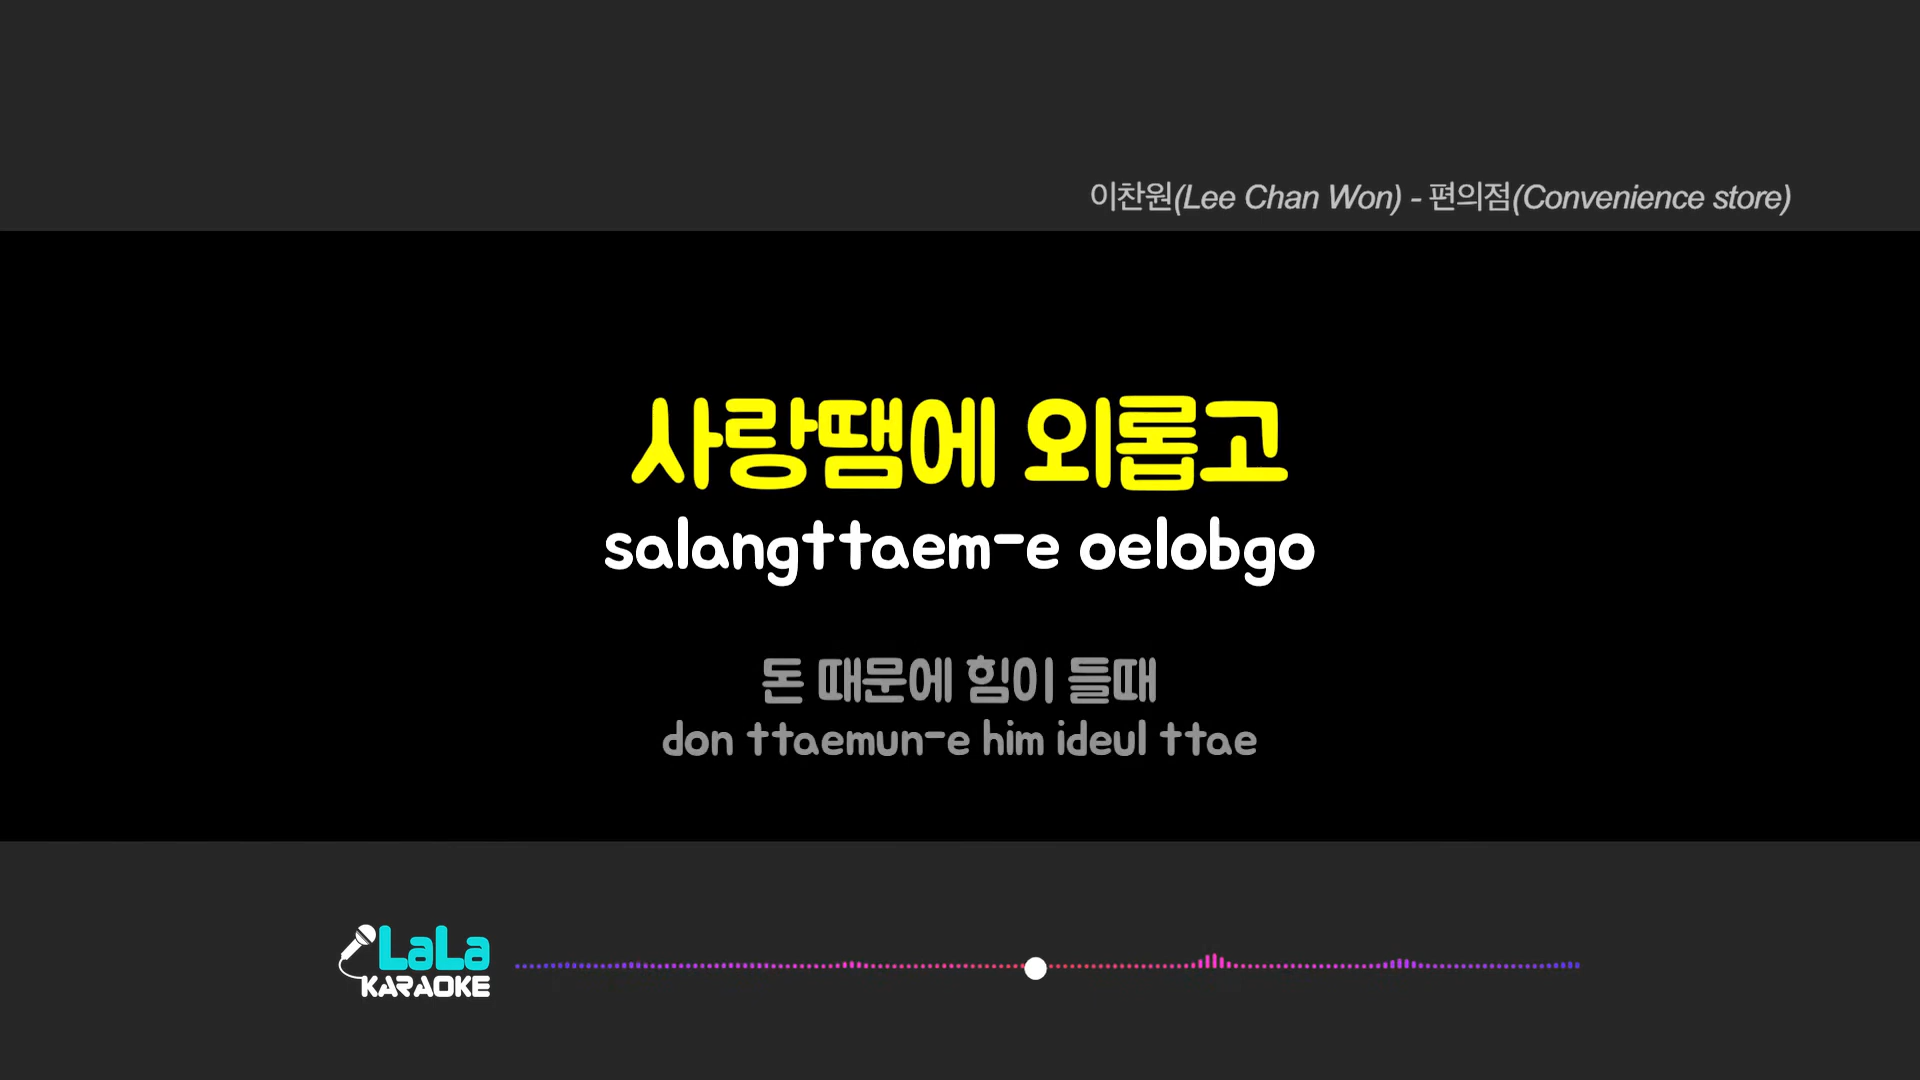 이찬원(Lee Chan Won) - 편의점(Convenience store)
사랑땜에 외롭고
salangttaem-e oelobgo
돈 때문에 힘이 들때
don ttaemun-e him ideul ttae
LaLa
KARAOKE